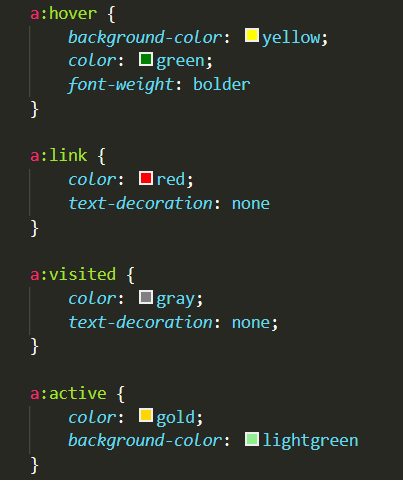 a:hover {
background-color: yellow;
color: green;
font-weight: bolder
}
a:link {
color: red;
text-decoration: none
}
a:visited {
color: gray;
text-decoration: none;
}
a:active {
color: gold;
background-color: lightgreen
}